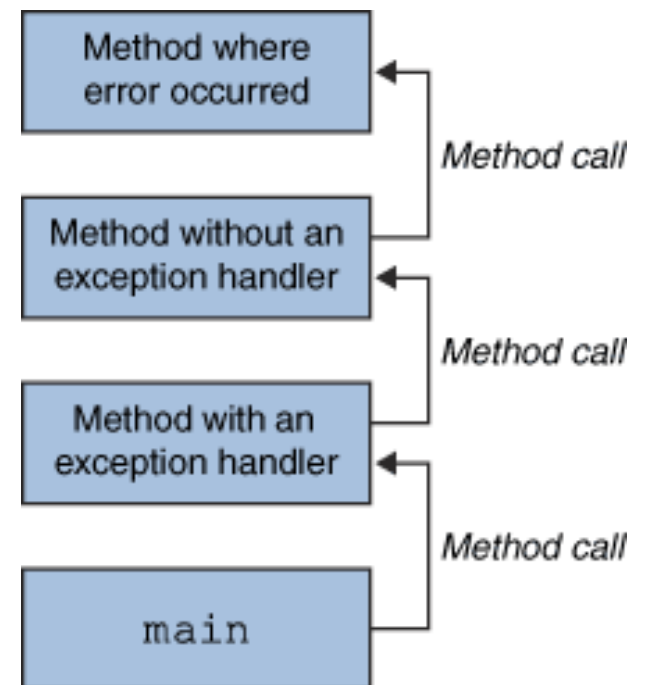 Method where
error occurred
Method call
Method without an
exception handler
Method call
Method with an
exception handler
Method call
main